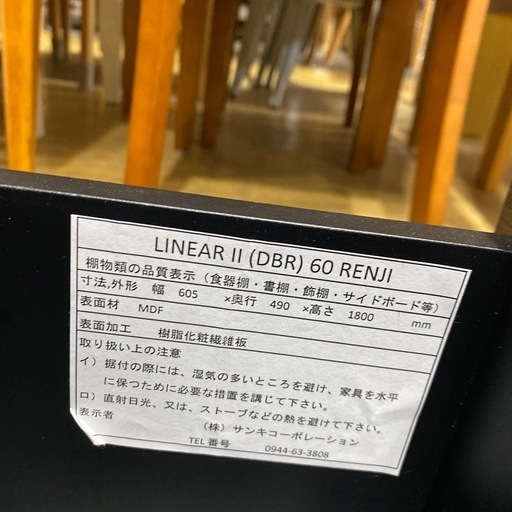 LINEAR II (DBR) 60 RENJI
棚物類の品質表示（食器棚・書棚・飾棚・サイドボード等）
寸法,外形 幅 605 ×奥行 490 ×高さ 1800 mm
表面材 MDF
表面加工 樹脂化粧繊維板
取り扱い上の注意
イ）据付の際には、湿気の多いところを避け、家具を水平
に保つために必要な措置を講じて下さい。
ロ）直射日光、又は、ストーブなどの熱を避けて下さい。
表示者 （株）サンキコーポレーション
TEL番号 0944-63-3808